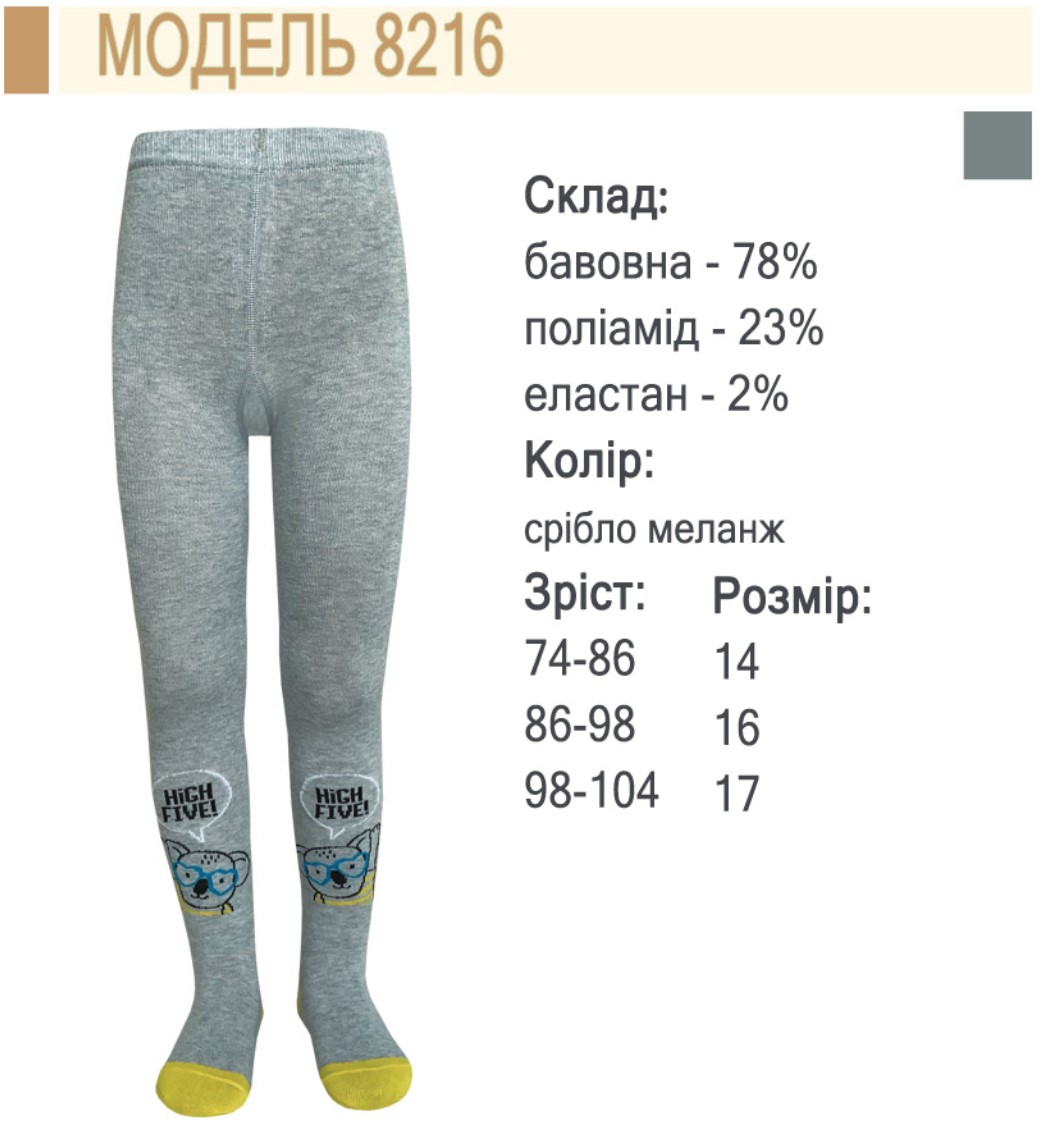 МОДЕЛЬ 8216
Склад:
бавовна - 78%
поліамід - 23%
еластан - 2%
Колір:
срібло меланж
Зріст: Розмір:
74-86 14
86-98 16
98-104 17
HiGH
FIVE!
HiGH
FIVE!